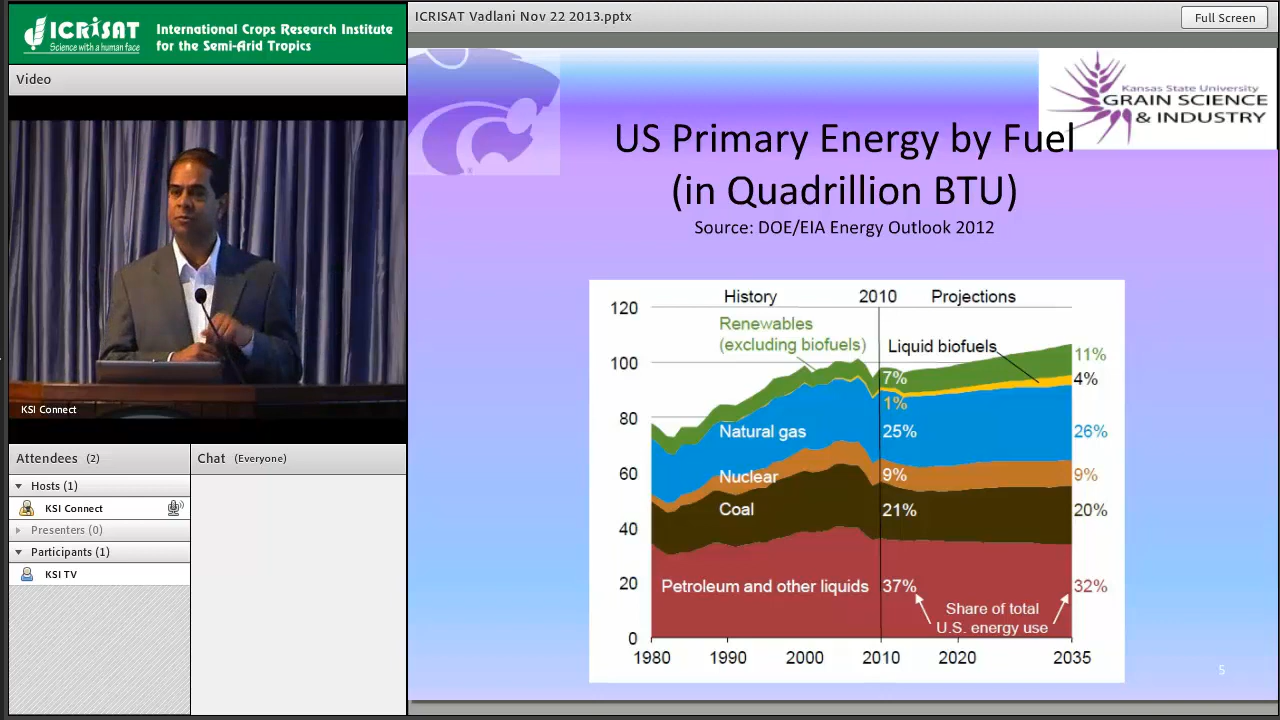 ICRISAT
Science with a human face
International Crops Research Institute
for the Semi-Arid Tropics
Video
KSI Connect
Attendees (2)
Hosts (1)
KSI Connect
Presenters (0)
Participants (1)
KSI TV
Chat (Everyone)
ICRISAT Vadlani Nov 22 2013.pptx
Full Screen
Kansas State University
GRAIN SCIENCE
& INDUSTRY
US Primary Energy by Fuel
(in Quadrillion BTU)
Source: DOE/EIA Energy Outlook 2012
History
2010
Projections
120
100
80
60
40
20
0
Renewables
(excluding biofuels)
Liquid biofuels
7%
11%
1%
4%
Natural gas
25%
26%
Nuclear
9%
9%
Coal
21%
20%
Petroleum and other liquids
37%
32%
Share of total
U.S. energy use
1980
1990
2000
2010
2020
2035
5